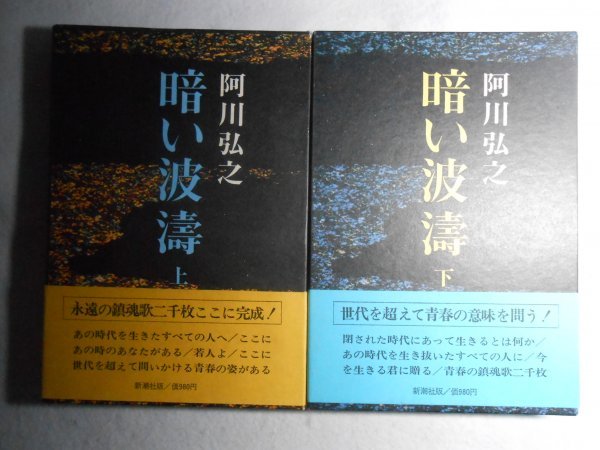 阿川弘之
暗い波濤
上
永遠の鎮魂歌二千枚ここに完成！
あの時代を生きたすべての人へ／ここに
あの時のあなたがある／若人よ／ここに
世代を超えて問いかける青春の姿がある
新潮社版／価980円
阿川弘之
暗い波濤
下
世代を超えて青春の意味を問う！
閉された時代にあって生きるとは何か／
あの時代を生き抜いたすべての人に／今
を生きる君に贈る／青春の鎮魂歌二千枚
新潮社版／価980円